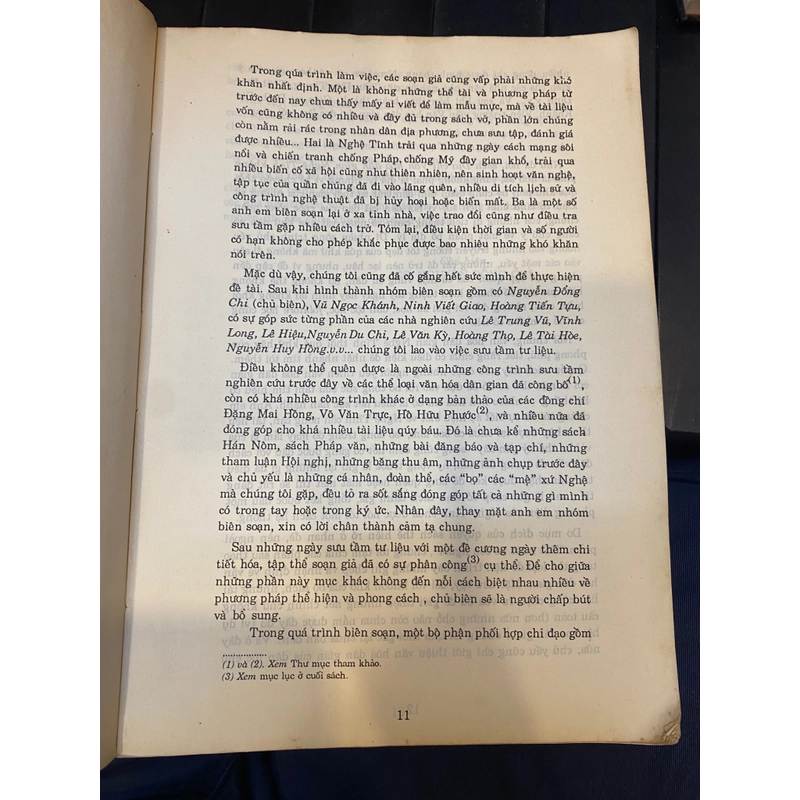 Trong qúa trình làm việc, các soạn giả cũng vấp phải những khó
khăn nhất định. Một là không những thể tài và phương pháp từ
trước đến nay chưa thấy mấy ai viết để làm mẫu mực, mà về tài liệu
vốn cũng không có nhiều và đầy đủ trong sách vở, phần lớn chúng
còn nằm rải rác trong nhân dân địa phương, chưa sưu tập, đánh giá
được nhiều... Hai là Nghệ Tĩnh trải qua những ngày cách mạng sôi
nổi và chiến tranh chống Pháp, chống Mỹ đầy gian khổ, trải qua
nhiều biến cố xã hội cũng như thiên nhiên, nên sinh hoạt văn nghệ,
tập tục của quần chúng đã đi vào lãng quên, nhiều di tích lịch sử và
công trình nghệ thuật đã bị hủy hoại hoặc biến mất. Ba là một số
anh em biên soạn lại ở xa tỉnh nhà, việc trao đổi cũng như điều tra
sưu tầm gặp nhiều cách trở. Tóm lại, điều kiện thời gian và số người
có hạn không cho phép khắc phục được bao nhiêu những khó khăn
nói trên.
Mặc dù vậy, chúng tôi cũng đã cố gắng hết sức mình để thực hiện
đề tài. Sau khi hình thành nhóm biên soạn gồm có Nguyễn Đổng
Chi (chủ biên), Vũ Ngọc Khánh, Ninh Viết Giao, Hoàng Tiến Tựu,
có sự góp sức từng phần của các nhà nghiên cứu Lê Trung Vũ, Vĩnh
Long, Lê Hiệu,Nguyễn Du Chi, Lê Văn Kỳ, Hoàng Thọ, Lê Tài Hòe,
Nguyễn Huy Hồng.v.v... chúng tôi lao vào việc sưu tầm tư liệu.
Điều không thể quên được là ngoài những công trình sưu tầm
nghiên cứu trước đây về các thể loại văn hóa dân gian đã công bố(1),
còn có khá nhiều công trình khác ở dạng bản thảo của các đồng chí
Đặng Mai Hồng, Võ Văn Trực, Hồ Hữu Phước(2), và nhiều nữa đã
đóng góp cho khá nhiều tài liệu qúy báu. Đó là chưa kể những sách
Hán Nôm, sách Pháp văn, những bài đăng báo và tạp chí, những
tham luận Hội nghị, những băng thu âm, những ảnh chụp trước đây
và chủ yếu là những cá nhân, đoàn thể, các "bọ" các "mệ" xứ Nghệ
mà chúng tôi gặp, đều tỏ ra sốt sắng đóng góp tất cả những gì mình
có trong tay hoặc trong ký ức. Nhân đây, thay mặt anh em nhóm
biên soạn, xin có lời chân thành cảm tạ chung.
Sau những ngày sưu tầm tư liệu với một đề cương ngày thêm chi
tiết hóa, tập thể soạn giả đã có sự phân công(3) cụ thể. Để cho giữa
những phần này mục khác không đến nỗi cách biệt nhau nhiều về
phương pháp thể hiện và phong cách , chủ biên sẽ là người chấp bút
và bổ sung.
Trong quá trình biên soạn, một bộ phận phối hợp chỉ đạo gồm
(1) và (2). Xem Thư mục tham khảo.
(3) Xem mục lục ở cuối sách.
11